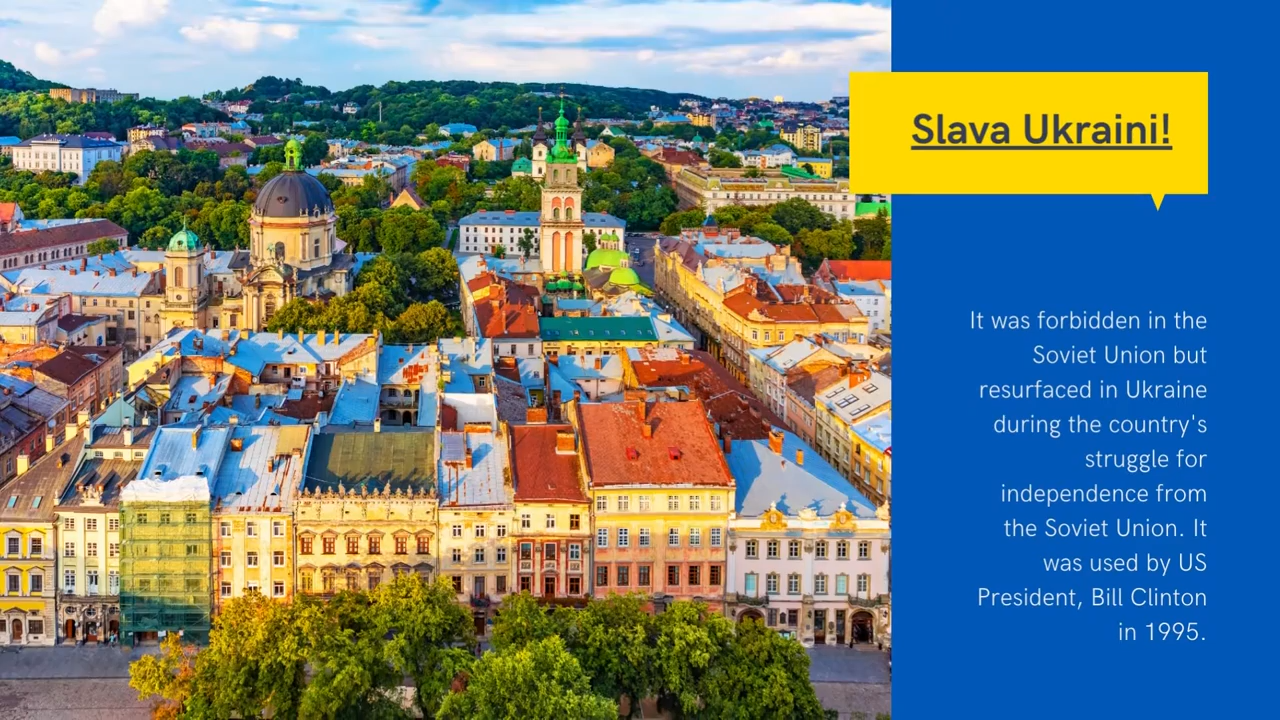 Slava Ukraini!
It was forbidden in the
Soviet Union but
resurfaced in Ukraine
during the country's
struggle for
independence from
the Soviet Union. It
was used by US
President, Bill Clinton
in 1995.